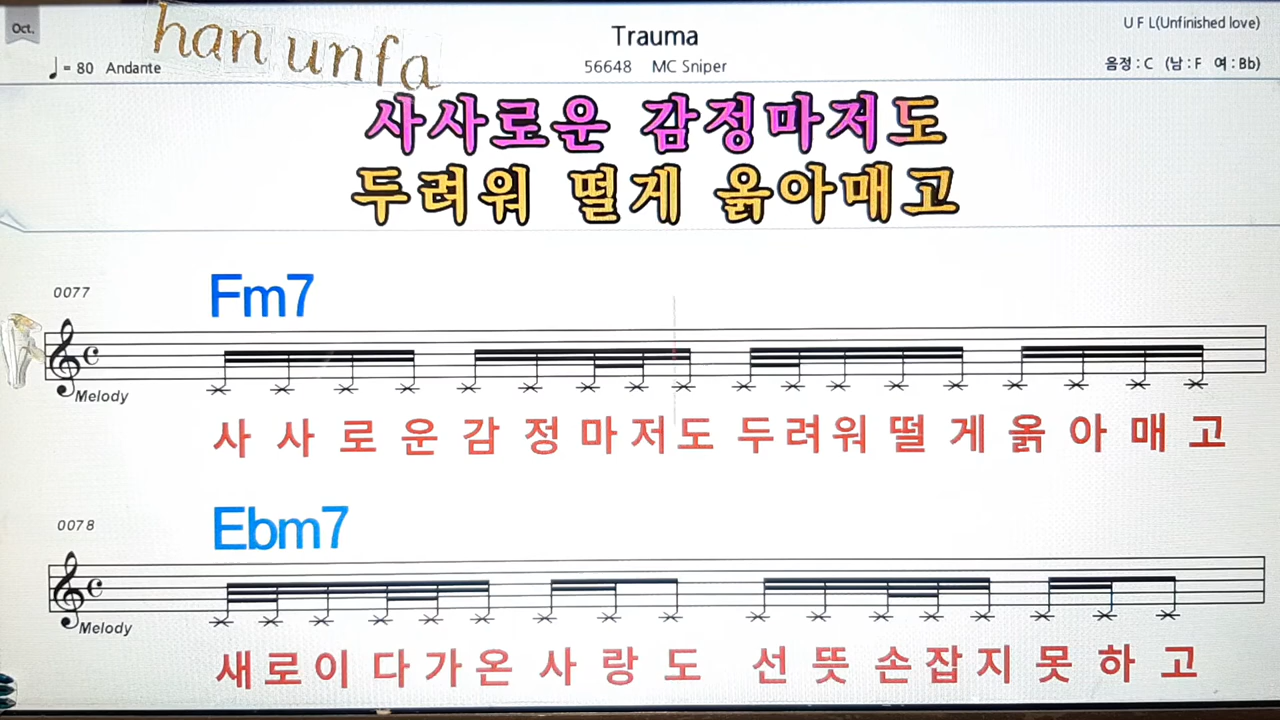 Oct.
han unfa
Trauma
U F L(Unfinished love)
♩ = 80 Andante
56648 MC Sniper
음정 : C (남 : F 여 : Bb)
사사로운 감정마저도
두려워 떨게 옭아매고
0077
Fm7
Melody
사 사 로 운 감 정 마 저 도 두 려 워 떨 게 옭 아 매 고
0078
Ebm7
Melody
새 로 이 다 가 온 사 랑 도 선 뜻 손 잡 지 못 하 고